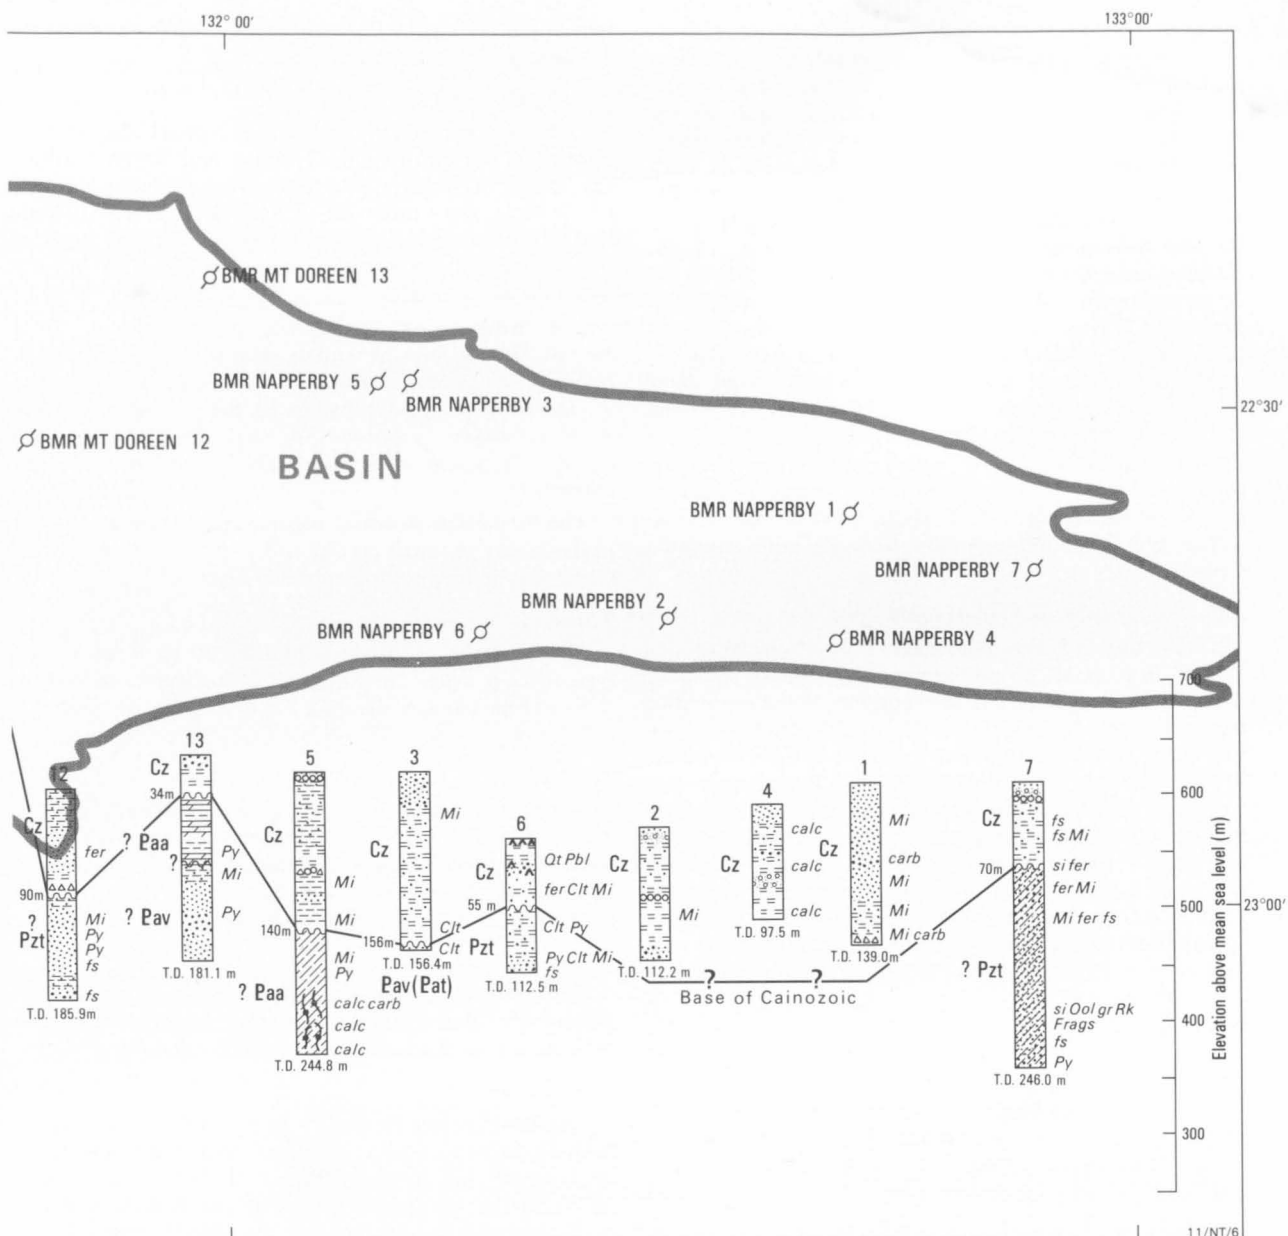 132° 00'
133°00'
BMR MT DOREEN 13
BMR NAPPERBY 5
BMR NAPPERBY 3
22°30'
BMR MT DOREEN 12
BASIN
BMR NAPPERBY 1
BMR NAPPERBY 7
BMR NAPPERBY 2
BMR NAPPERBY 6
BMR NAPPERBY 4
12
Cz
fer
90m
?
Pzt
Mi
Py
Py
fs
fs
T.D. 185.9m
13
Cz
34m
? Paa
?
Py
Mi
? Pav
Py
T.D. 181.1 m
5
Cz
Mi
Mi
140m
Mi
Py
? Paa
calc carb
calc
calc
T.D. 244.8 m
3
Mi
Cz
Clt
156m
Clt
T.D. 156.4m
Pav (Pat)
6
Qt Pbl
Cz
fer Clt Mi
55 m
Clt Py
Pzt
Py Clt Mi
fs
T.D. 112.5 m
2
Cz
Mi
T.D. 112.2 m
4
calc
Cz
calc
calc
T.D. 97.5 m
1
Mi
Cz
carb
Mi
Mi
Mi carb
T.D. 139.0m
? ?
Base of Cainozoic
7
Cz
fs
fs Mi
70m
si fer
fer Mi
Mi fer fs
? Pzt
si Ool gr Rk
Frags
fs
Py
T.D. 246.0 m
700
600
500
400
300
Elevation above mean sea level (m)
23°00'
11/NT/6